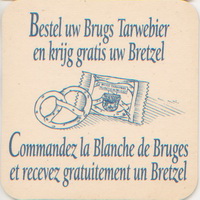 Bestel uw Brugs Tarwebier
en krijg gratis uw Bretzel
Commandez la Blanche de Bruges
et recevez gratuitement un Bretzel